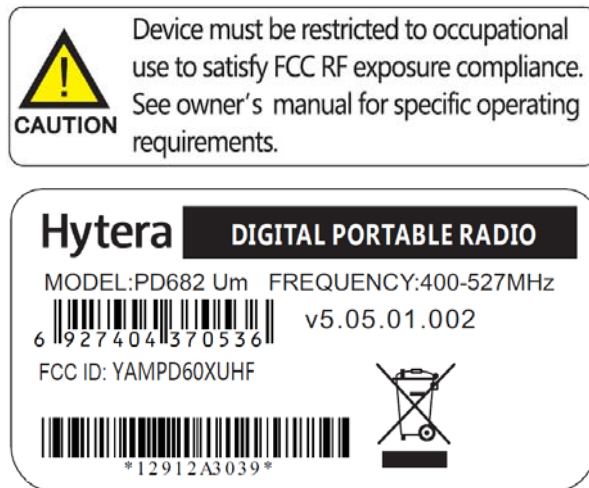 Device must be restricted to occupational
use to satisfy FCC RF exposure compliance.
See owner's manual for specific operating
requirements.
CAUTION
Hytera DIGITAL PORTABLE RADIO
MODEL:PD682 Um FREQUENCY:400-527MHz
6 927404 370536
v5.05.01.002
FCC ID: YAMPD60XUHF
*12912A3039*